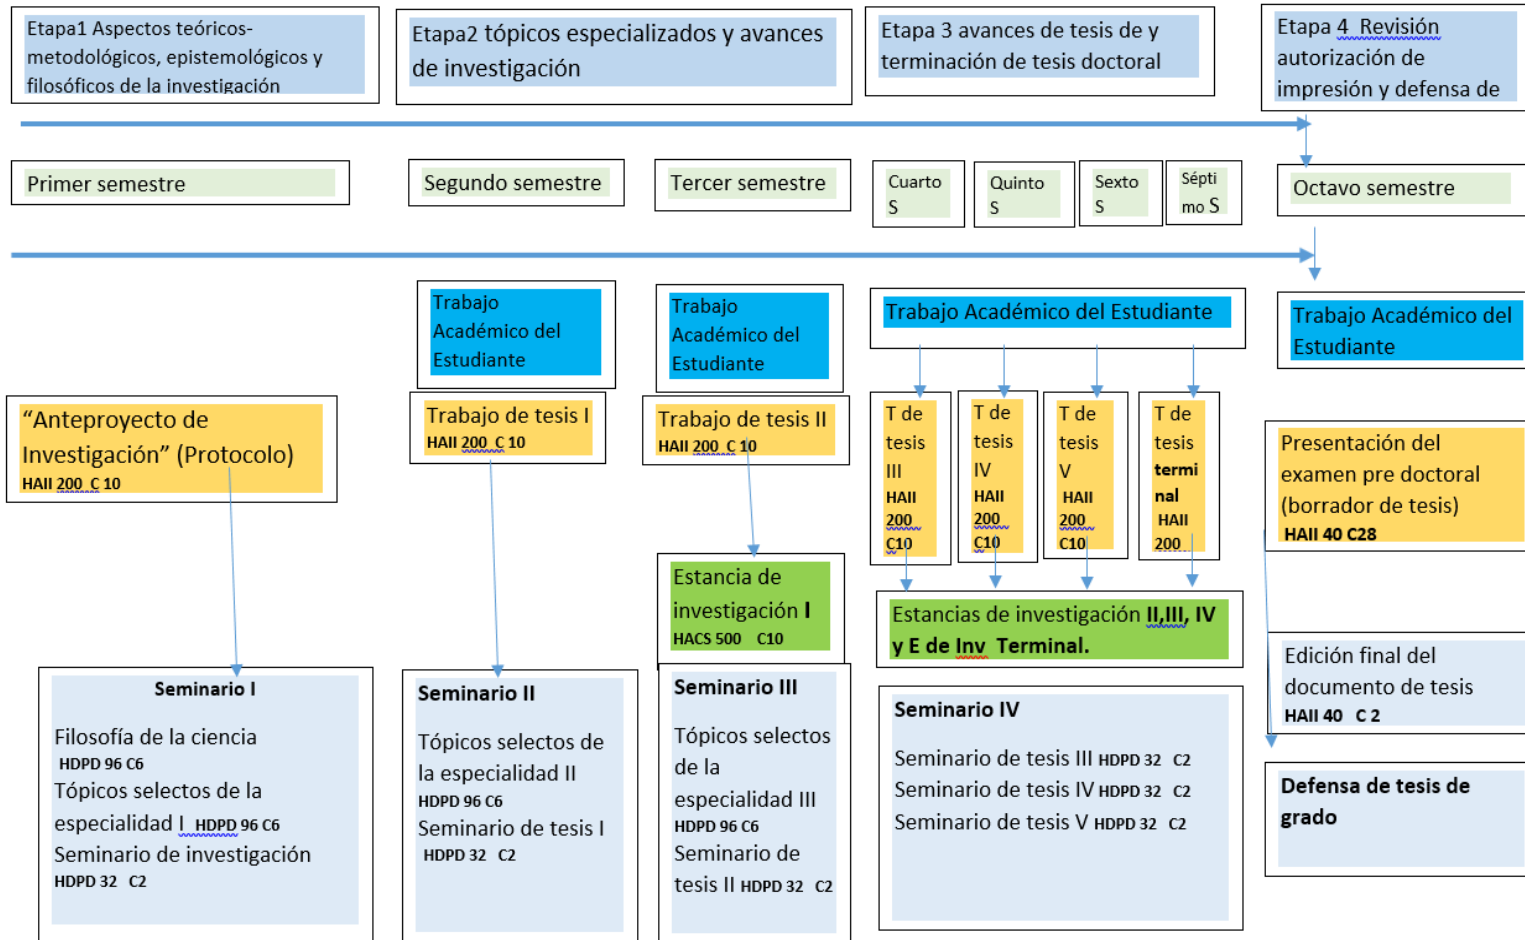 Etapa1 Aspectos teóricos-
metodológicos, epistemológicos y
filosóficos de la investigación
Etapa2 tópicos especializados y avances
de investigación
Etapa 3 avances de tesis de y
terminación de tesis doctoral
Etapa 4 Revisión
autorización de
impresión y defensa de
Primer semestre
Segundo semestre
Tercer semestre
Cuarto
S
Quinto
S
Sexto
S
Sépti
mo S
Octavo semestre
Trabajo
Académico del
Estudiante
Trabajo
Académico del
Estudiante
Trabajo Académico del Estudiante
Trabajo Académico del
Estudiante
“Anteproyecto de
Investigación” (Protocolo)
HAII 200 C 10
Trabajo de tesis I
HAII 200 C 10
Trabajo de tesis II
HAII 200 C 10
T de
tesis
III
HAII
200
C10
T de
tesis
IV
HAII
200
C10
T de
tesis
V
HAII
200
C10
T de
tesis
termi
nal
HAII
200
Presentación del
examen pre doctoral
(borrador de tesis)
HAII 40 C28
Estancia de
investigación I
HACS 500 C10
Estancias de investigación II,III, IV
y E de Inv Terminal.
Edición final del
documento de tesis
HAII 40 C 2
Seminario I
Filosofía de la ciencia
HDPD 96 C6
Tópicos selectos de la
especialidad I HDPD 96 C6
Seminario de investigación
HDPD 32 C2
Seminario II
Tópicos selectos de
la especialidad II
HDPD 96 C6
Seminario de tesis I
HDPD 32 C2
Seminario III
Tópicos selectos
de la
especialidad III
HDPD 96 C6
Seminario de
tesis II HDPD 32 C2
Seminario IV
Seminario de tesis III HDPD 32 C2
Seminario de tesis IV HDPD 32 C2
Seminario de tesis V HDPD 32 C2
Defensa de tesis de
grado